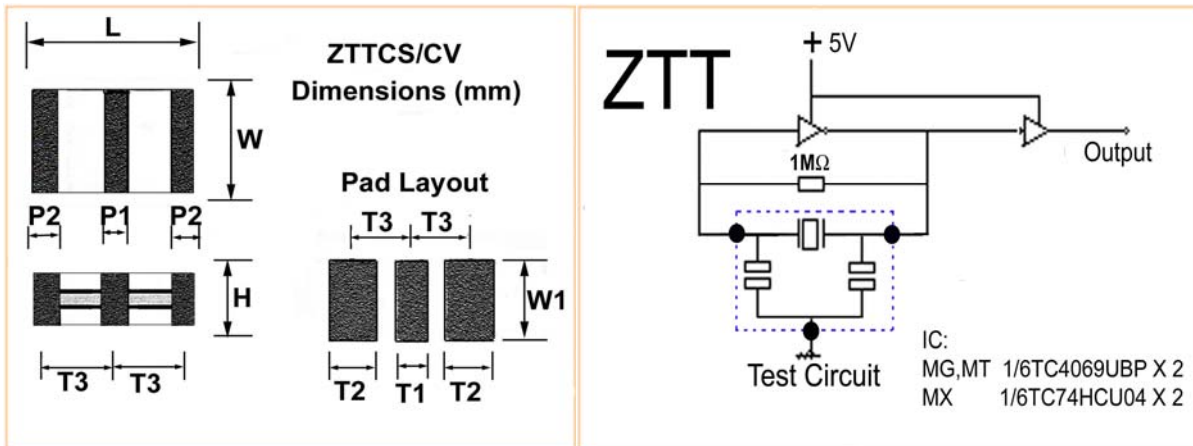 L
ZTTCS/CV
Dimensions (mm)
W
P2 P1 P2
H
T3 T3
Pad Layout
T3 T3
W1
T2 T1 T2
ZTT
+ 5V
1MΩ
Output
Test Circuit
IC:
MG,MT 1/6TC4069UBP X 2
MX 1/6TC74HCU04 X 2